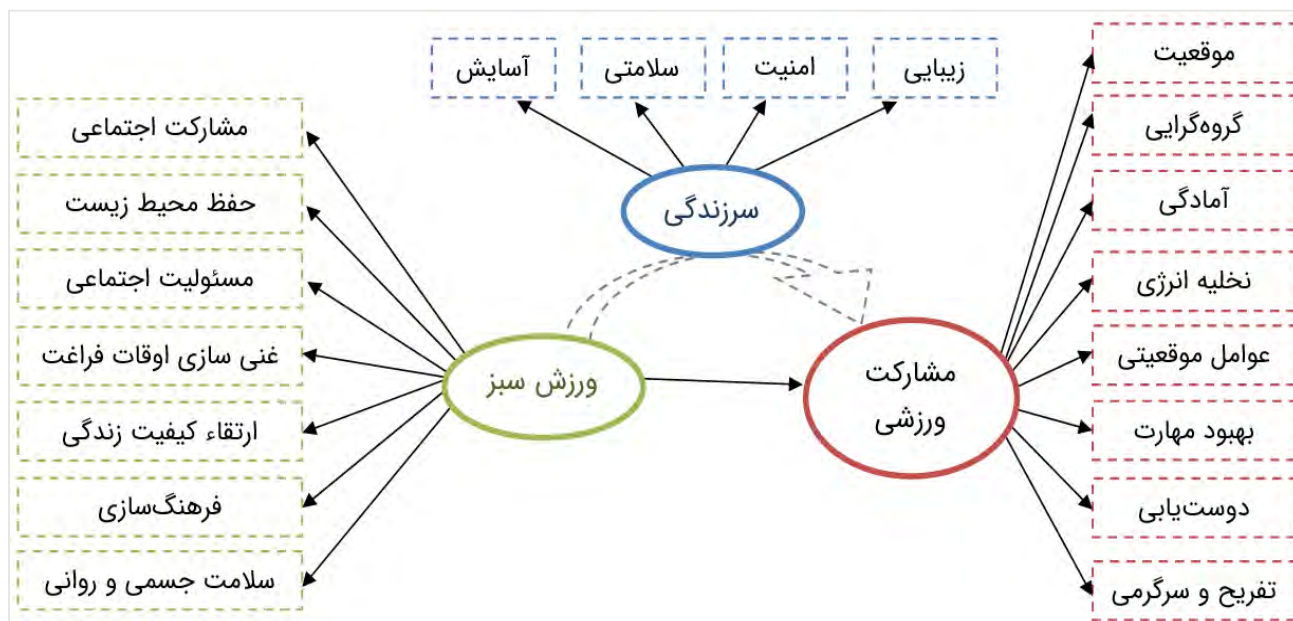 زیبایی
امنیت
سلامتی
آسایش
سرزندگی
موقعیت
گروه‌گرایی
آمادگی
نخلیه انرژی
عوامل موقعیتی
بهبود مهارت
دوست‌یابی
تفریح و سرگرمی
مشارکت
ورزشی
ورزش سبز
مشارکت اجتماعی
حفظ محیط زیست
مسئولیت اجتماعی
غنی سازی اوقات فراغت
ارتقاء کیفیت زندگی
فرهنگ‌سازی
سلامت جسمی و روانی